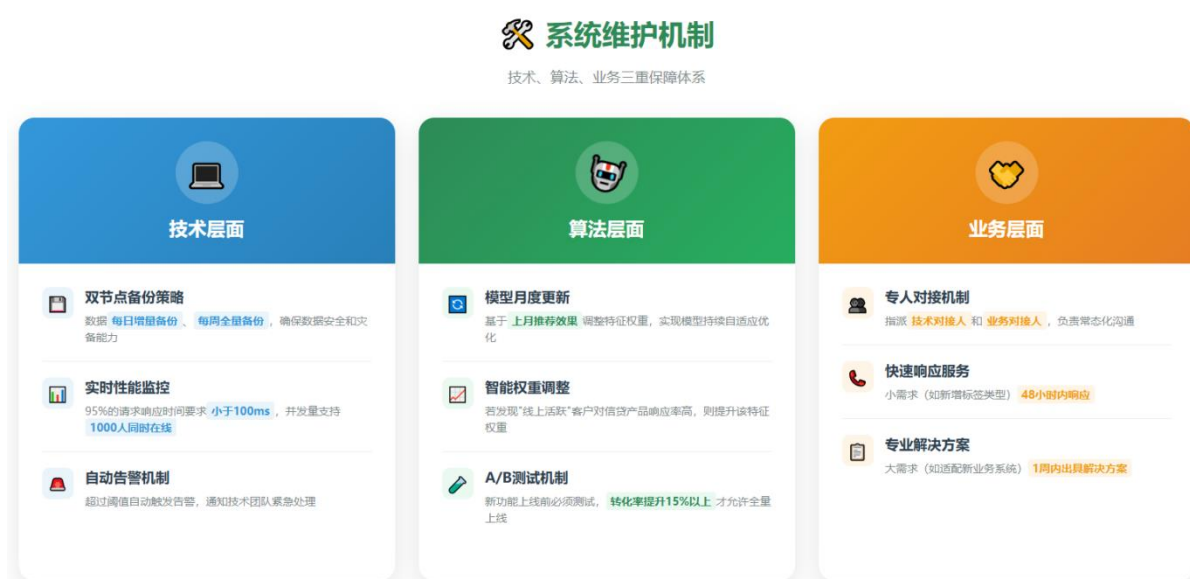 系统维护机制
技术、算法、业务三重保障体系
技术层面
双节点备份策略
数据 每日增量备份 、 每周全量备份 ，确保数据安全和灾
备能力
实时性能监控
95%的请求响应时间要求 小于100ms ，并发量支持
1000人同时在线
自动告警机制
超过阈值自动触发告警，通知技术团队紧急处理
算法层面
模型月度更新
基于 上月推荐效果 调整特征权重，实现模型持续自适应优
化
智能权重调整
若发现"线上活跃"客户对信贷产品响应率高，则提升该特征
权重
A/B测试机制
新功能上线前必须测试， 转化率提升15%以上 才允许全量
上线
业务层面
专人对接机制
指派 技术对接人 和 业务对接人 ，负责常态化沟通
快速响应服务
小需求（如新增标签类型） 48小时内响应
专业解决方案
大需求（如适配新业务系统） 1周内出具解决方案